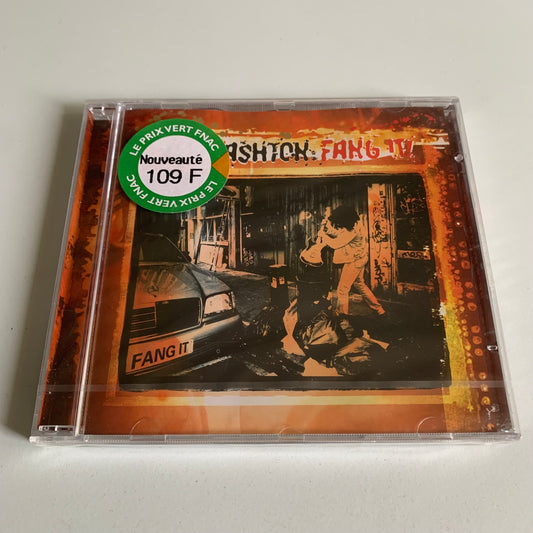 LE PRIX VERT FNAC
Nouveauté
109 F
LE PRIX VERT FNAC
ASHTON. FANG IT!
FANG IT